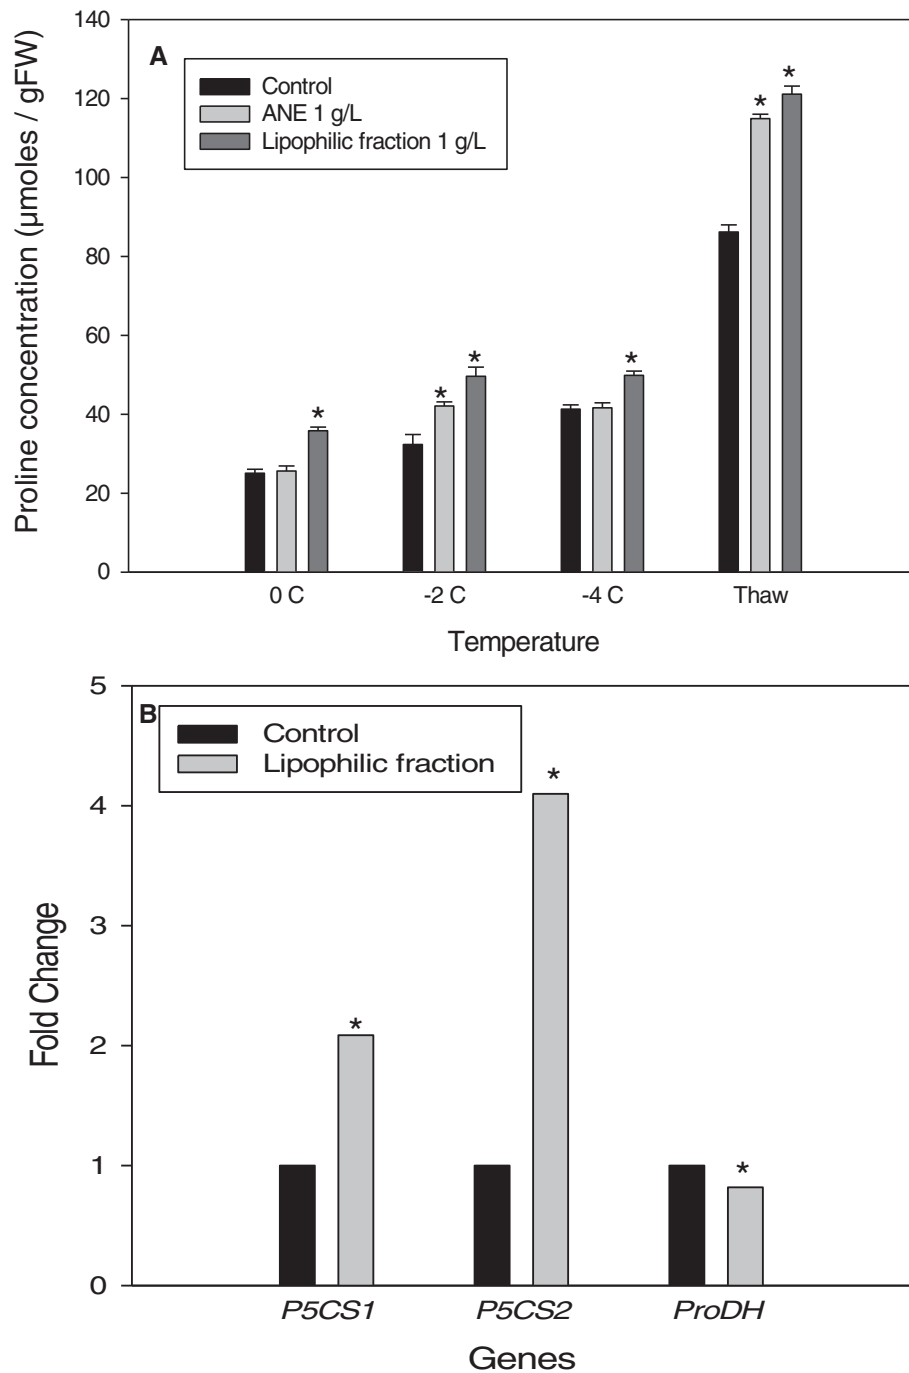 140
A
Control
ANE 1 g/L
Lipophilic fraction 1 g/L
120
100
80
60
40
20
0
Proline concentration (μmoles / gFW)
* * * * * *
0 C -2 C -4 C Thaw
Temperature
5
B
Control
Lipophilic fraction
4
3
2
1
0
Fold Change
* * *
P5CS1 P5CS2 ProDH
Genes